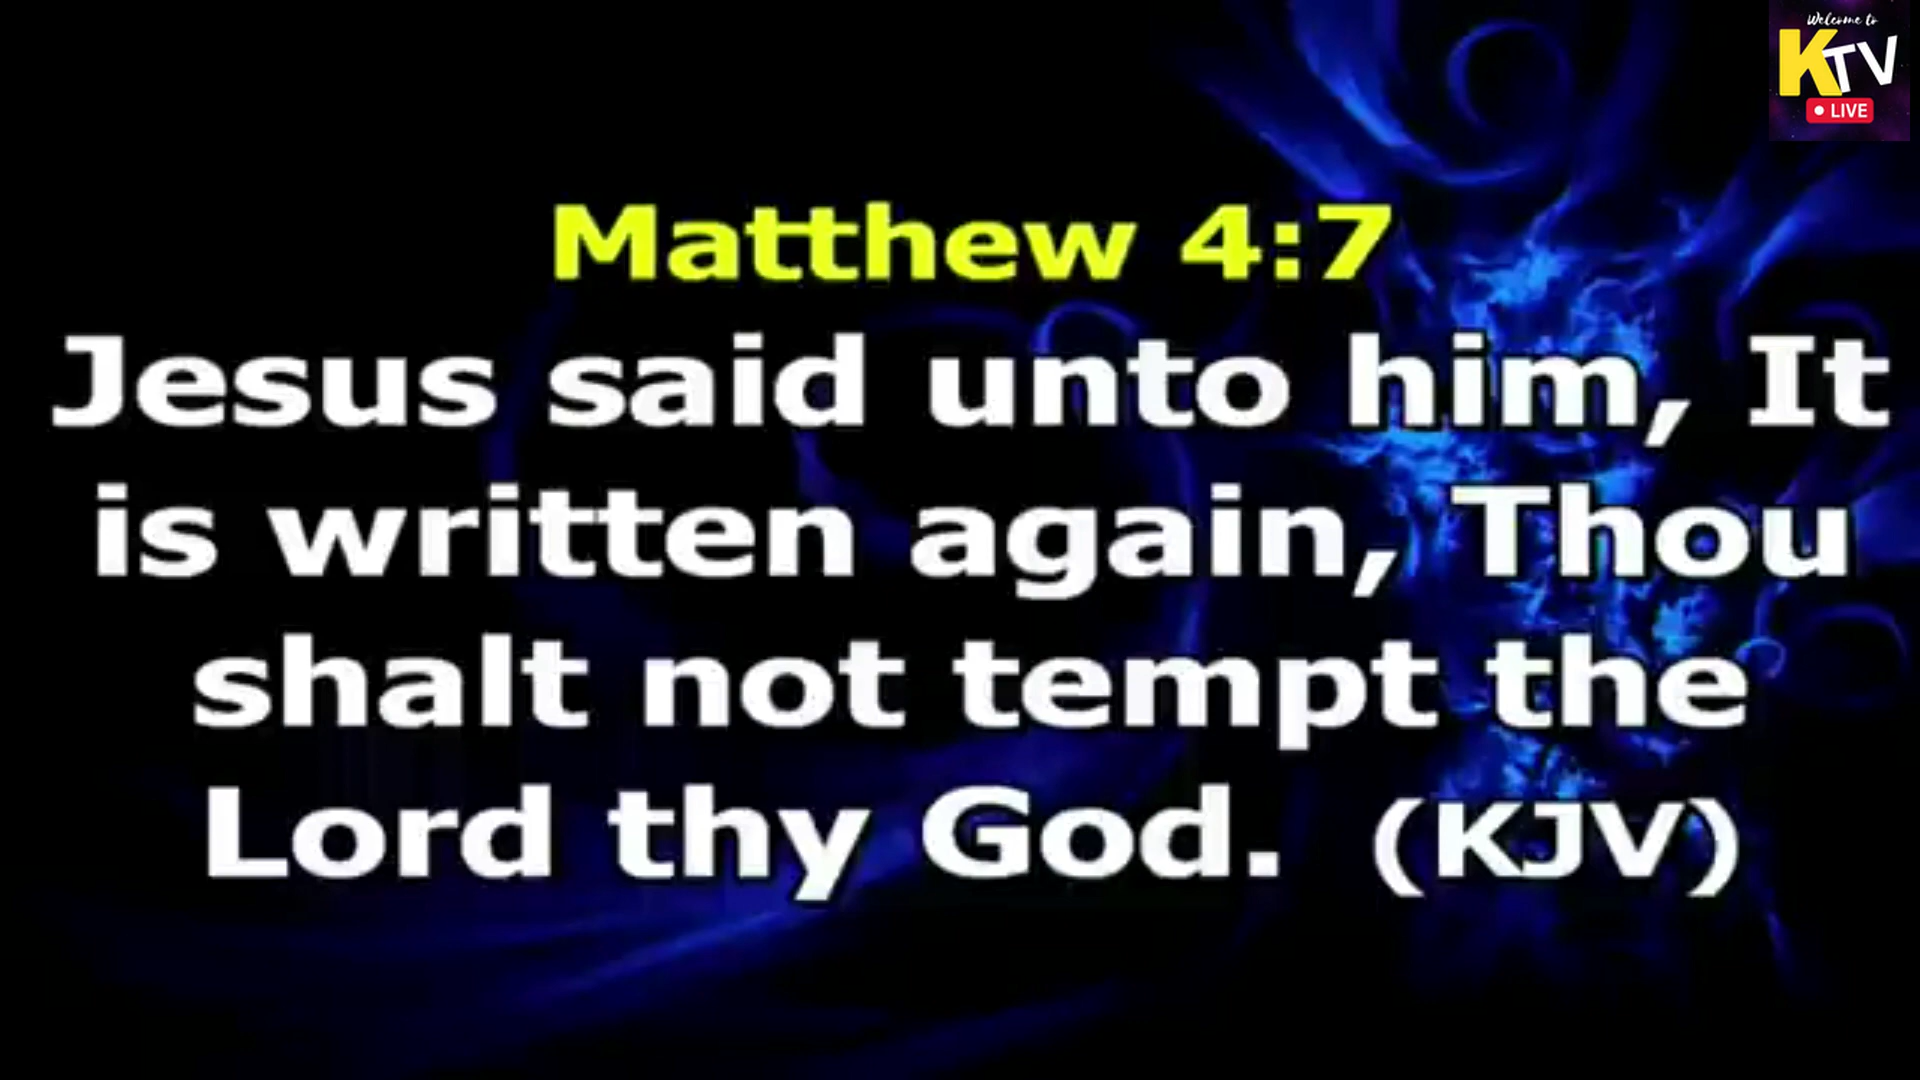 Welcome to
KTV
LIVE
Matthew 4:7
Jesus said unto him, It
is written again, Thou
shalt not tempt the
Lord thy God. (KJV)